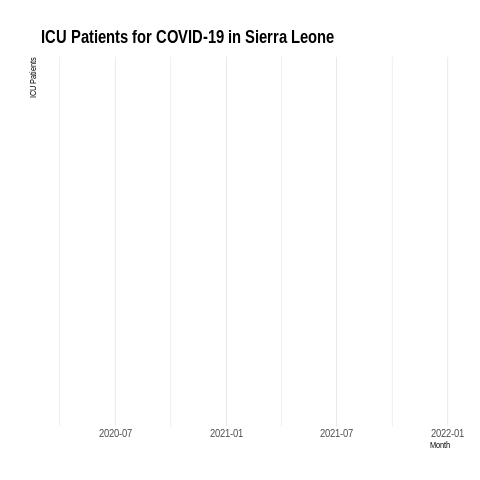 ICU Patients for COVID-19 in Sierra Leone
ICU Patients
2020-07 2021-01 2021-07 2022-01
Month